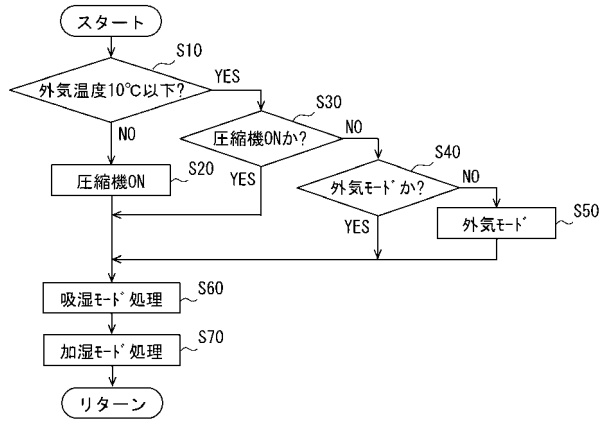 スタート
S10
外気温度10℃以下?
YES
NO
S30
圧縮機ONか?
NO
YES
S20
圧縮機ON
S40
外気モードか?
NO
YES
S50
外気モード
S60
吸湿モード処理
S70
加湿モード処理
リターン